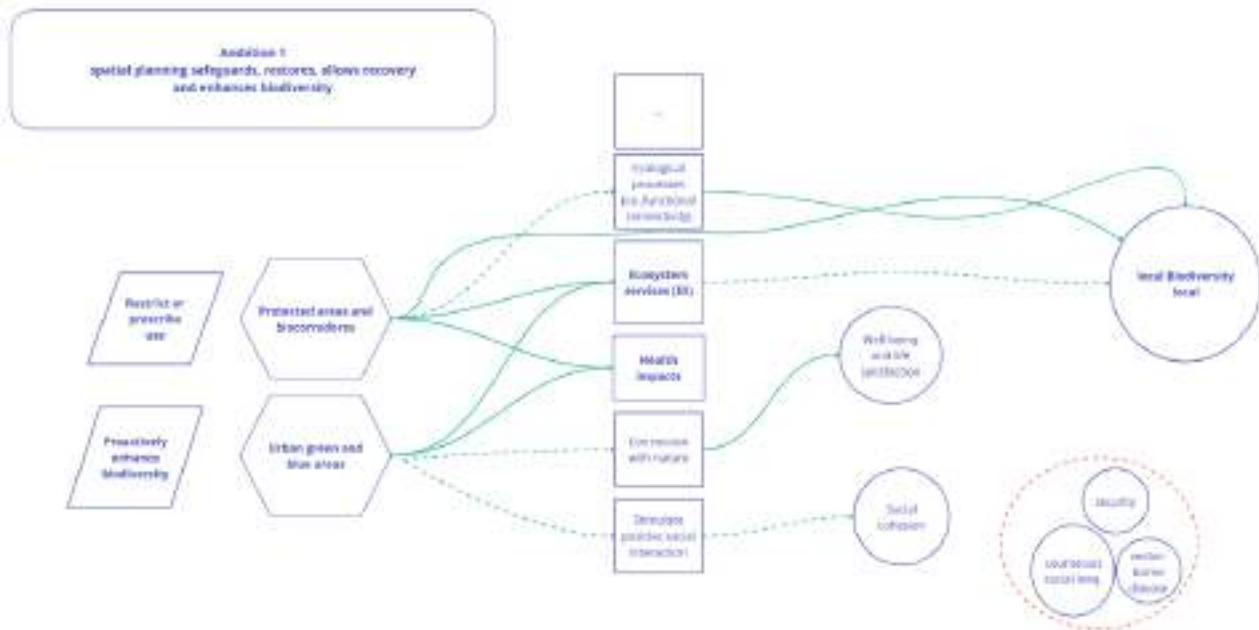 Ambition 1
spatial planning safeguards, restores, allows recovery
and enhances biodiversity
Ecological
processes
(functional
connectivity)
Restrict or
prescribe
use
Protected areas and
biocorridores
Ecosystem
services (ES)
local Biodiversity
local
Well-being
and life
satisfaction
Health
impacts
Proactively
enhance
biodiversity
Urban green and
blue areas
Connection
with nature
Stimulate
positive social
interaction
Social
cohesion
security
social
vector-
borne
disease